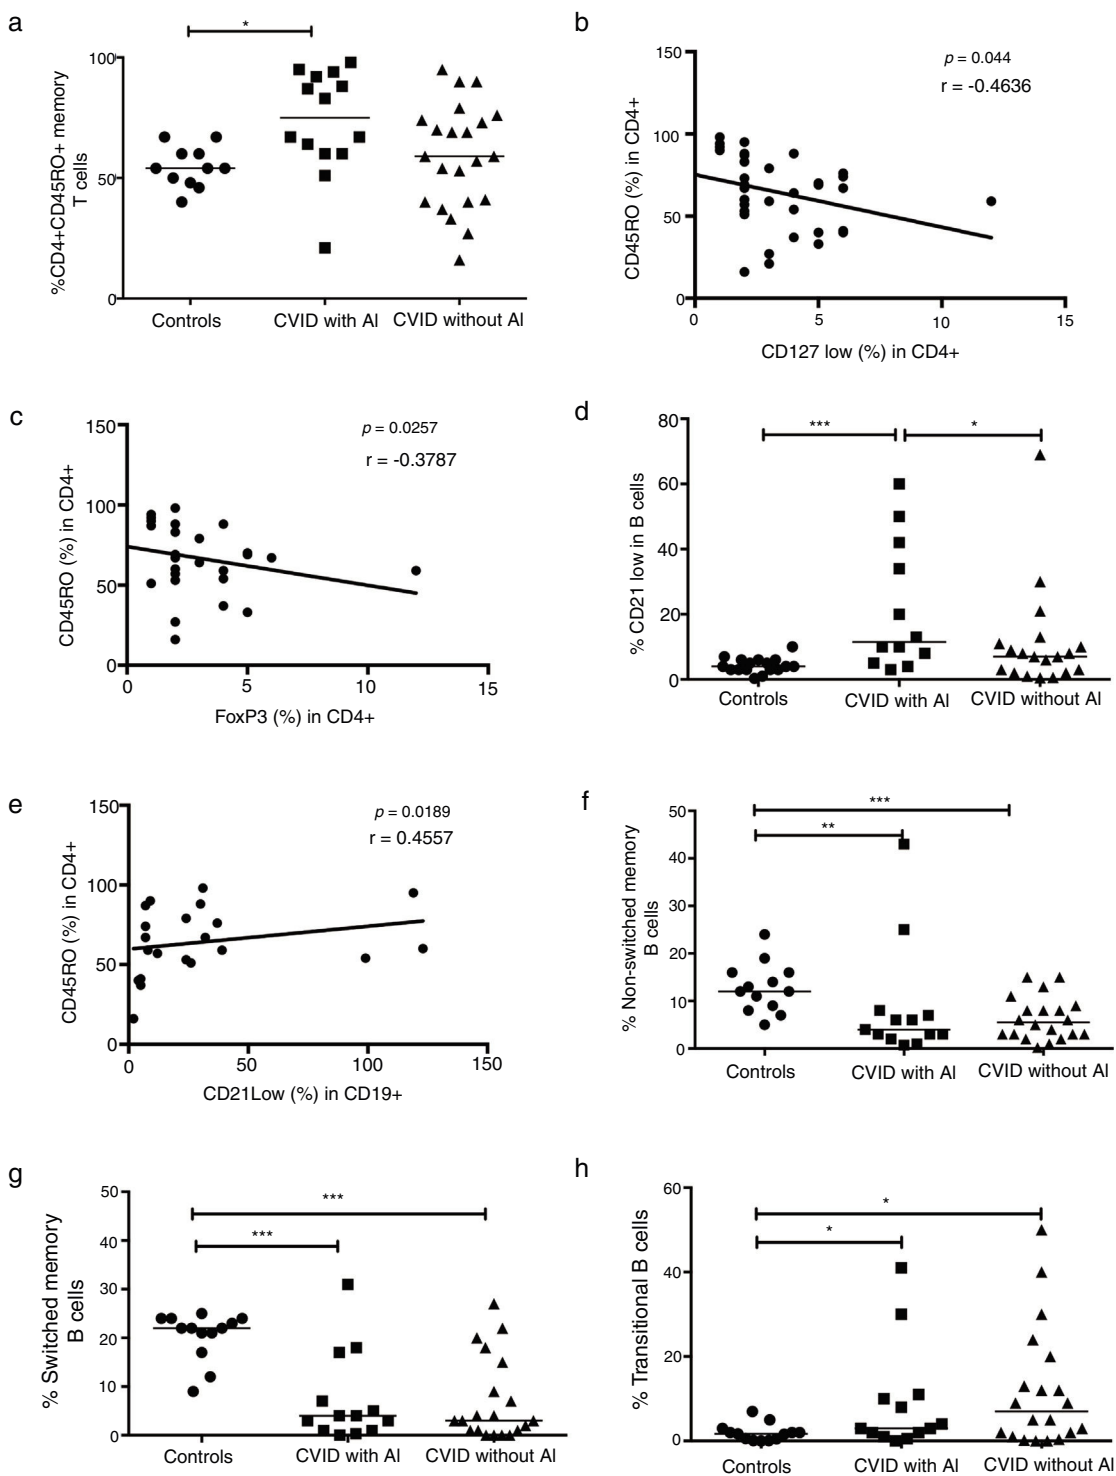 a
*
%CD4+CD45RO+ memory
T cells
100
50
0
Controls
CVID with AI
CVID without AI
b
p = 0.044
r = -0.4636
CD45RO (%) in CD4+
150
100
50
0
0
5
10
15
CD127 low (%) in CD4+
c
p = 0.0257
r = -0.3787
CD45RO (%) in CD4+
150
100
50
0
0
5
10
15
FoxP3 (%) in CD4+
d
***
*
% CD21 low in B cells
80
60
40
20
0
Controls
CVID with AI
CVID without AI
e
p = 0.0189
r = 0.4557
CD45RO (%) in CD4+
150
100
50
0
0
50
100
150
CD21Low (%) in CD19+
f
***
**
% Non-switched memory
B cells
50
40
30
20
10
0
Controls
CVID with AI
CVID without AI
g
***
***
% Switched memory
B cells
50
40
30
20
10
0
Controls
CVID with AI
CVID without AI
h
*
*
% Transitional B cells
60
40
20
0
Controls
CVID with AI
CVID without AI